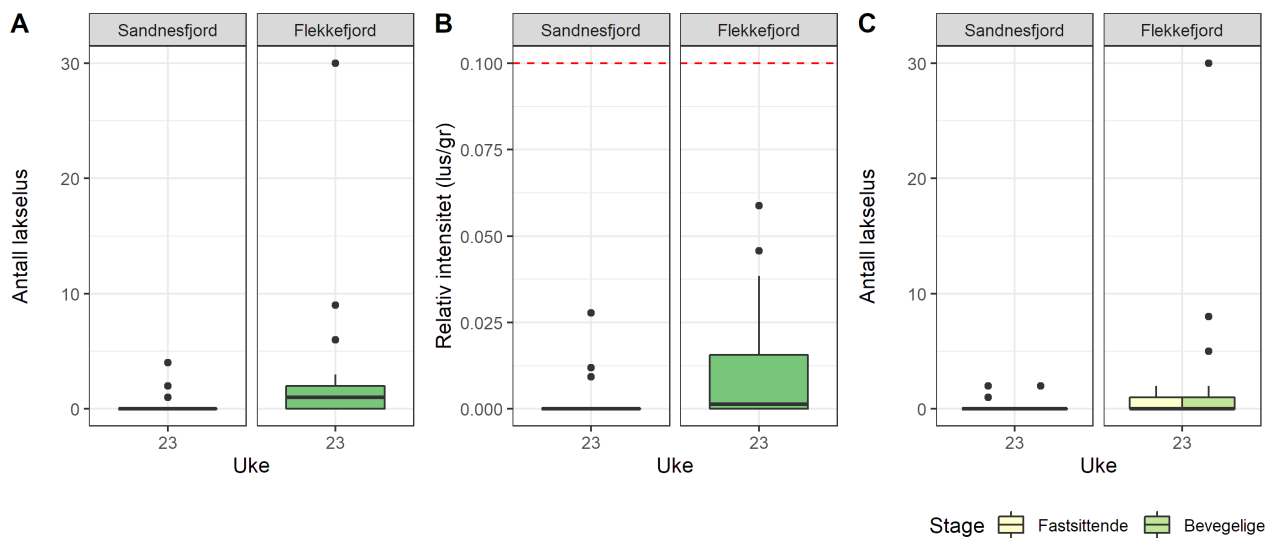 A
Sandnesfjord
Flekkefjord
30
20
10
0
Antall lakselus
23
23
Uke
B
Sandnesfjord
Flekkefjord
0.100
0.075
0.050
0.025
0.000
Relativ intensitet (lus/gr)
23
23
Uke
C
Sandnesfjord
Flekkefjord
30
20
10
0
Antall lakselus
23
23
Uke
Stage Fastsittende Bevegelige